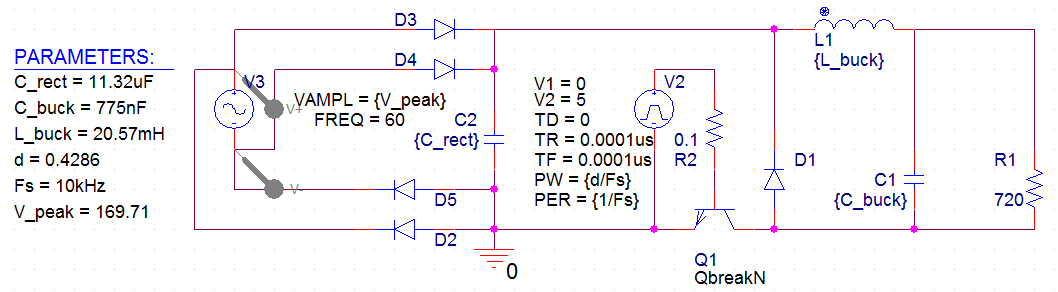 PARAMETERS:
C_rect = 11.32uF
C_buck = 775nF
L_buck = 20.57mH
d = 0.4286
Fs = 10kHz
V_peak = 169.71
D3
D4
V3
V+
VAMPL = {V_peak}
FREQ = 60
V-
C2
{C_rect}
D5
D2
0
V1 = 0
V2 = 5
TD = 0
TR = 0.0001us
TF = 0.0001us
PW = {d/Fs}
PER = {1/Fs}
V2
0.1
R2
Q1
QbreakN
D1
L1
{L_buck}
C1
{C_buck}
R1
720